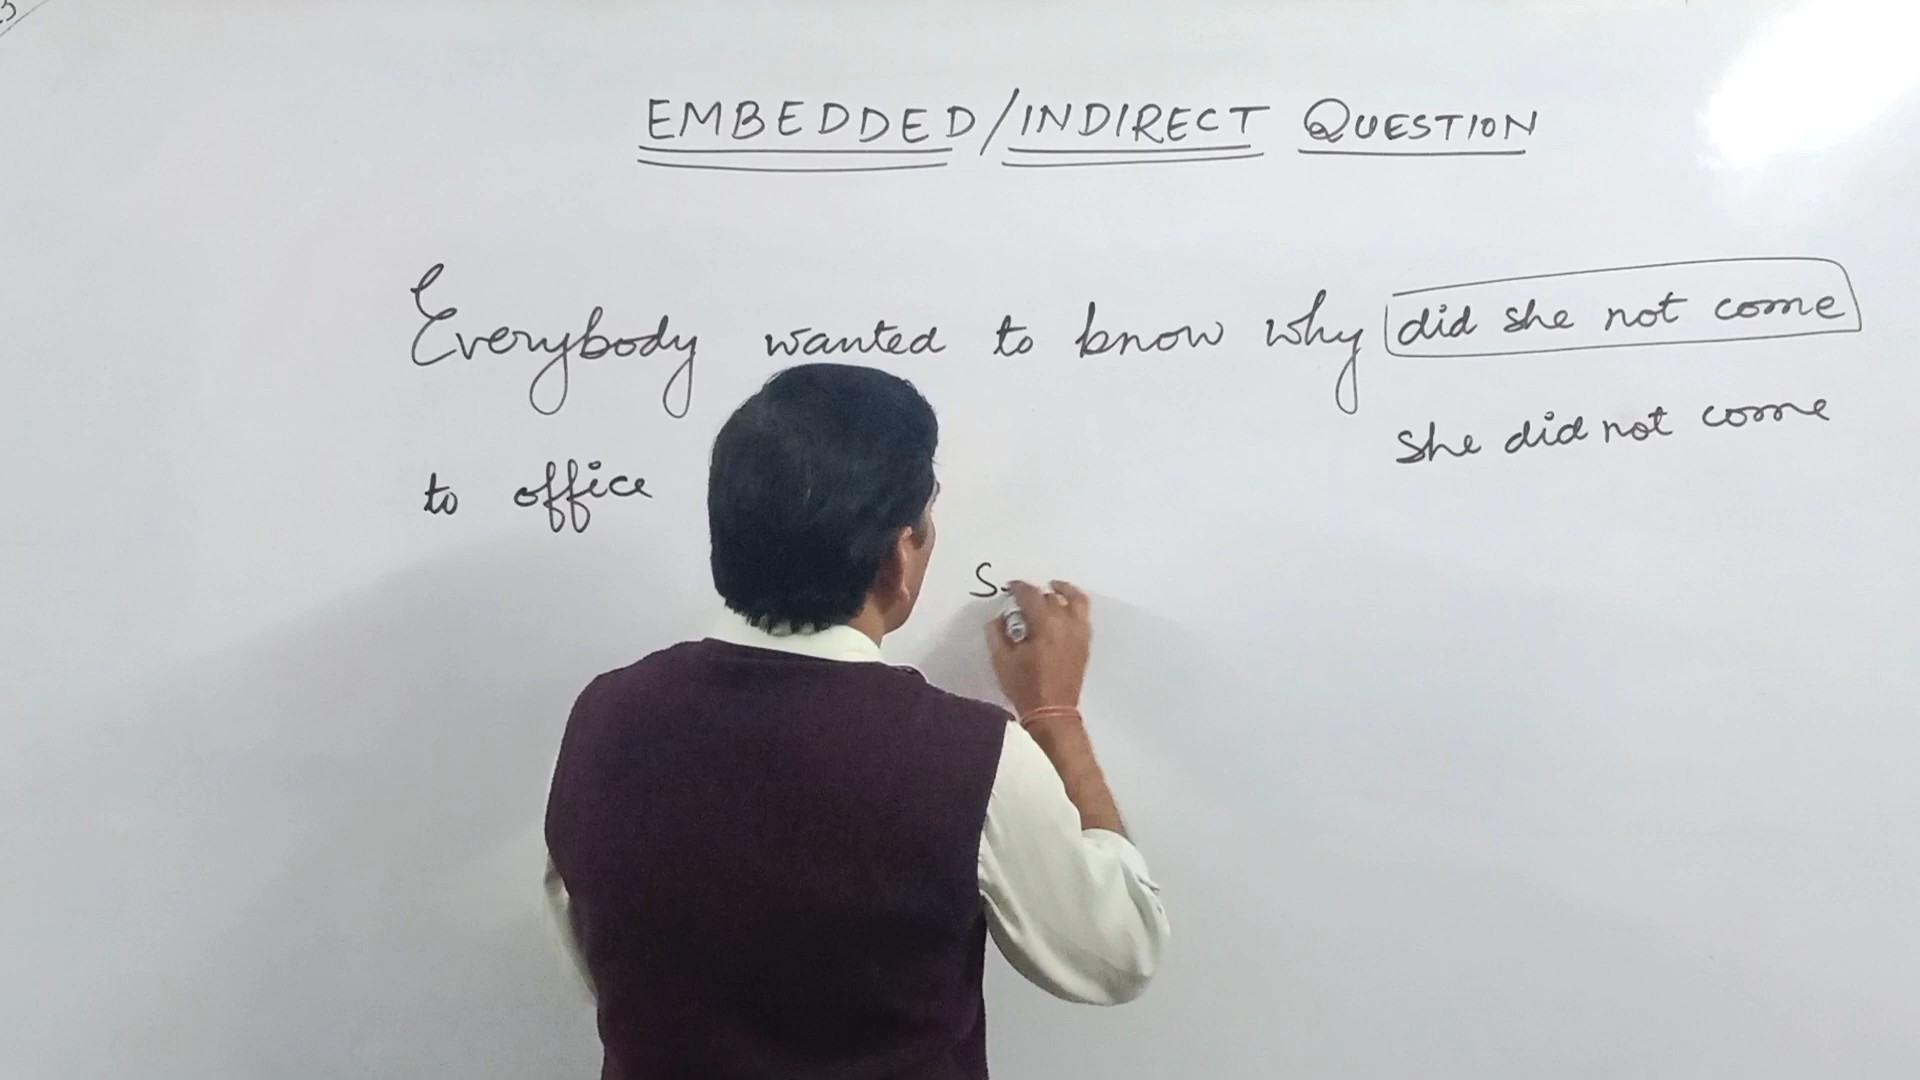 EMBEDDED/INDIRECT QUESTION
Everybody wanted to know why did she not come
she did not come
to office
S